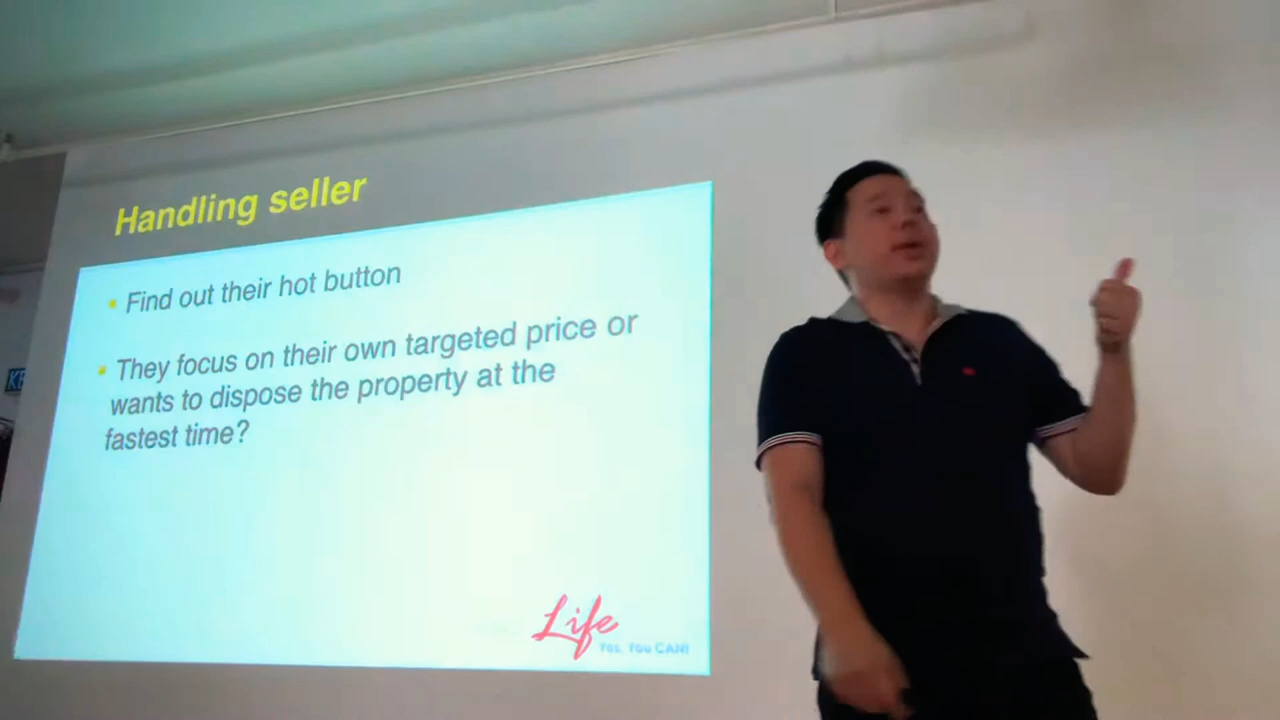 Handling seller
Find out their hot button
They focus on their own targeted price or
wants to dispose the property at the
fastest time?
Life
Yes, You CAN!